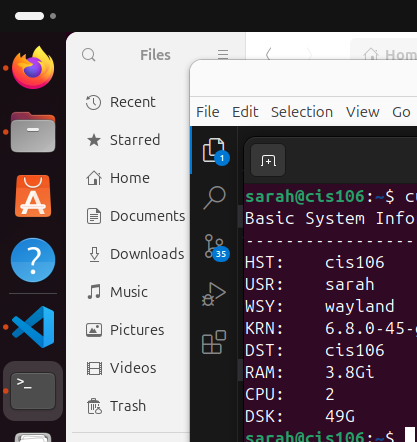 Files
Home
Recent
Starred
Home
Documents
Downloads
Music
Pictures
Videos
Trash
File Edit Selection View Go
1
35
sarah@cis106:~$ cu
Basic System Info
-----------------
HST: cis106
USR: sarah
WSY: wayland
KRN: 6.8.0-45-g
DST: cis106
RAM: 3.8Gi
CPU: 2
DSK: 49G
sarah@cis106:~$